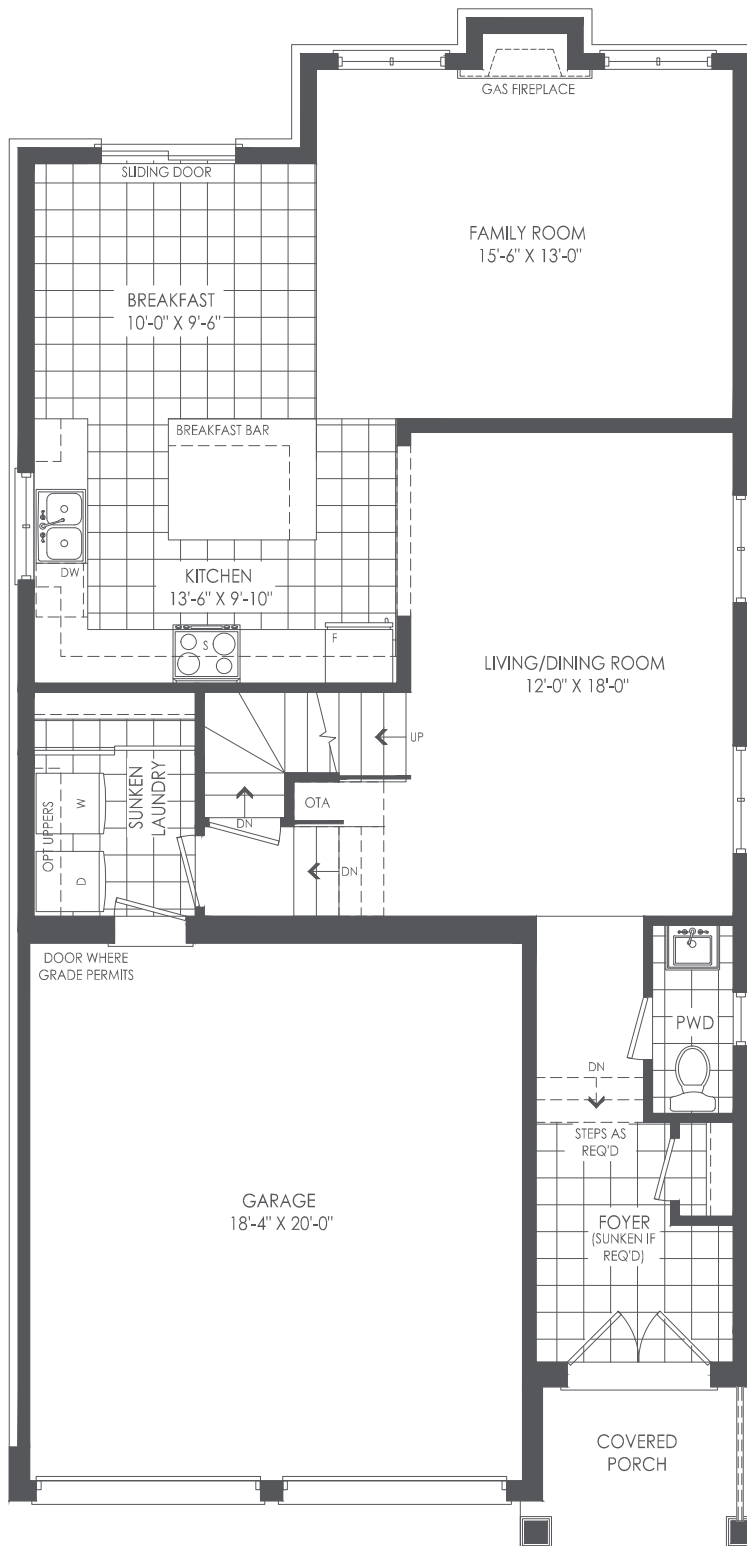 GAS FIREPLACE
SLIDING DOOR
FAMILY ROOM
15'-6" X 13'-0"
BREAKFAST
10'-0" X 9'-6"
BREAKFAST BAR
DW
KITCHEN
13'-6" X 9'-10"
S
F
LIVING/DINING ROOM
12'-0" X 18'-0"
UP
OTA
DN
DN
OPT UPPERS
W
D
SUNKEN
LAUNDRY
DOOR WHERE
GRADE PERMITS
PWD
DN
STEPS AS
REQ'D
GARAGE
18'-4" X 20'-0"
FOYER
(SUNKEN IF
REQ'D)
COVERED
PORCH